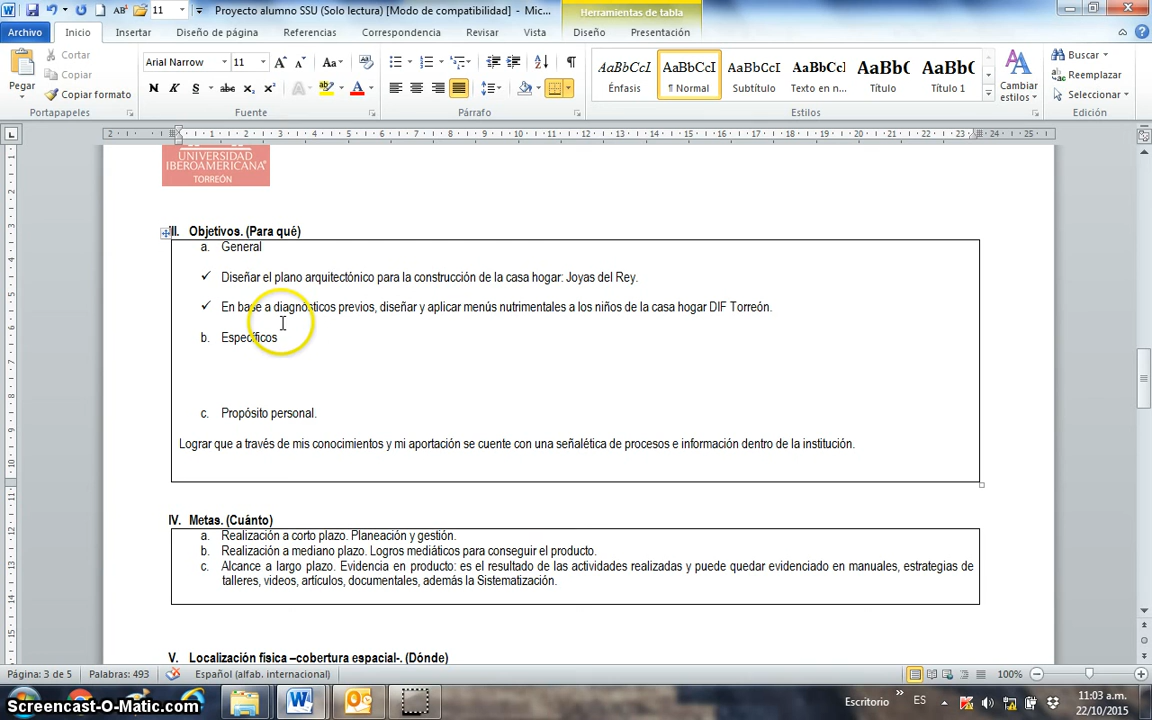 Proyecto alumno SSU (Solo lectura) [Modo de compatibilidad] - Mic...
Herramientas de tabla
11
Archivo
Inicio
Insertar
Diseño de página
Referencias
Correspondencia
Revisar
Vista
Diseño
Presentación
Pegar
Cortar
Copiar
Copiar formato
Portapapeles
Arial Narrow
11
N K S abc x₂ x²
Fuente
Párrafo
AaBbCcI AaBbCcI AaBbCcI AaBbCcI AaBb( AaBbC
Énfasis
¶ Normal
Subtítulo
Texto en n...
Título
Título 1
Estilos
Cambiar estilos
Buscar
Reemplazar
Seleccionar
Edición
UNIVERSIDAD
IBEROAMERICANA
TORREÓN
III. Objetivos. (Para qué)
a. General
✓ Diseñar el plano arquitectónico para la construcción de la casa hogar: Joyas del Rey.
✓ En base a diagnósticos previos, diseñar y aplicar menús nutrimentales a los niños de la casa hogar DIF Torreón.
b. Específicos
c. Propósito personal.
Lograr que a través de mis conocimientos y mi aportación se cuente con una señalética de procesos e información dentro de la institución.
IV. Metas. (Cuánto)
a. Realización a corto plazo. Planeación y gestión.
b. Realización a mediano plazo. Logros mediáticos para conseguir el producto.
c. Alcance a largo plazo. Evidencia en producto: es el resultado de las actividades realizadas y puede quedar evidenciado en manuales, estrategias de
talleres, videos, artículos, documentales, además la Sistematización.
V. Localización física –cobertura espacial-. (Dónde)
Página: 3 de 5
Palabras: 493
Español (alfab. internacional)
100%
Screencast-O-Matic.com
Escritorio
ES
11:03 a.m.
22/10/2015